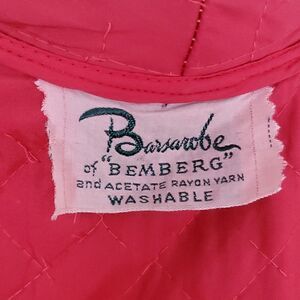 Barsarobe
of "BEMBERG"
and ACETATE RAYON YARN
WASHABLE